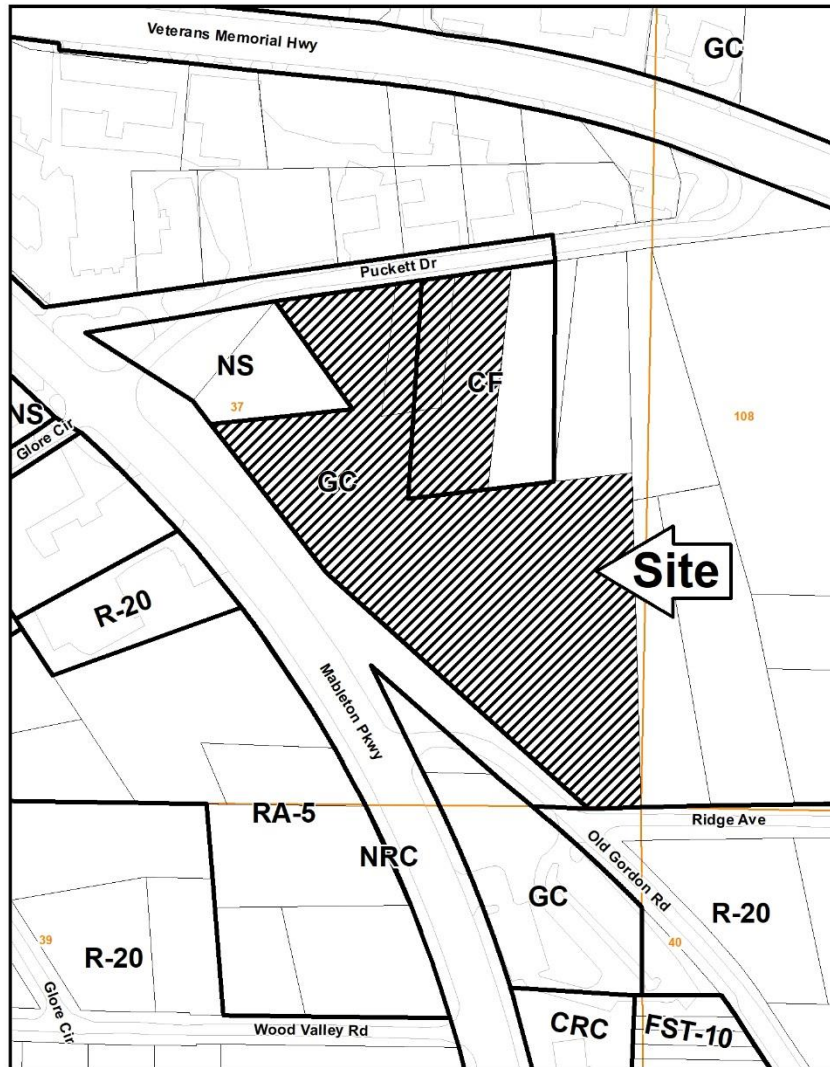 Veterans Memorial Hwy
GC
Puckett Dr
NS
CF
37
NS
108
Glore Cir
GC
Site
R-20
Mableton Pkwy
RA-5
Ridge Ave
NRC
Old Gordon Rd
GC
R-20
39
R-20
40
Glore Cir
Wood Valley Rd
CRC
FST-10